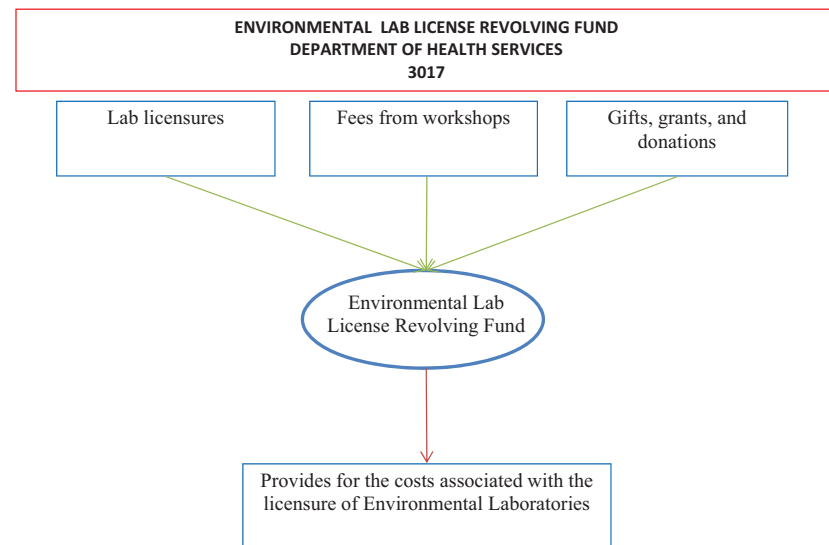 ENVIRONMENTAL LAB LICENSE REVOLVING FUND
DEPARTMENT OF HEALTH SERVICES
3017
Lab licensures
Fees from workshops
Gifts, grants, and
donations
Environmental Lab
License Revolving Fund
Provides for the costs associated with the
licensure of Environmental Laboratories